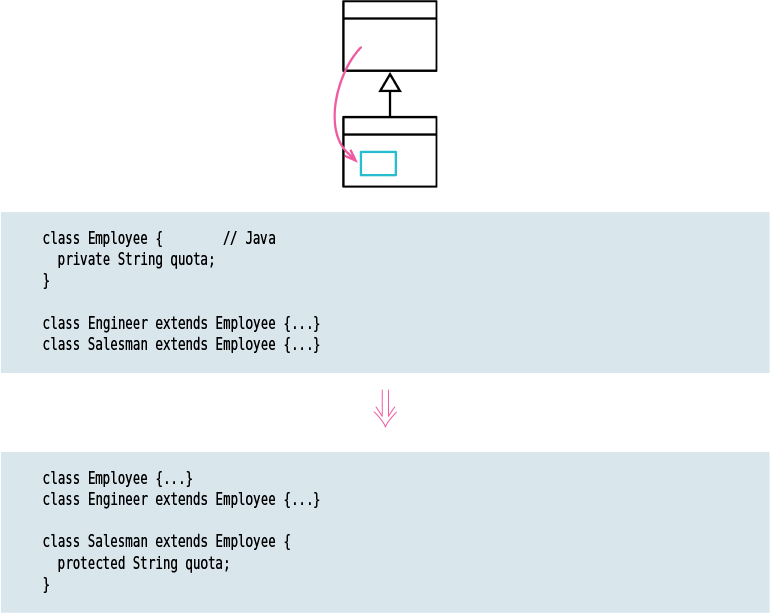 class Employee {        // Java
  private String quota;
}

class Engineer extends Employee {...}
class Salesman extends Employee {...}

class Employee {...}
class Engineer extends Employee {...}

class Salesman extends Employee {
  protected String quota;
}